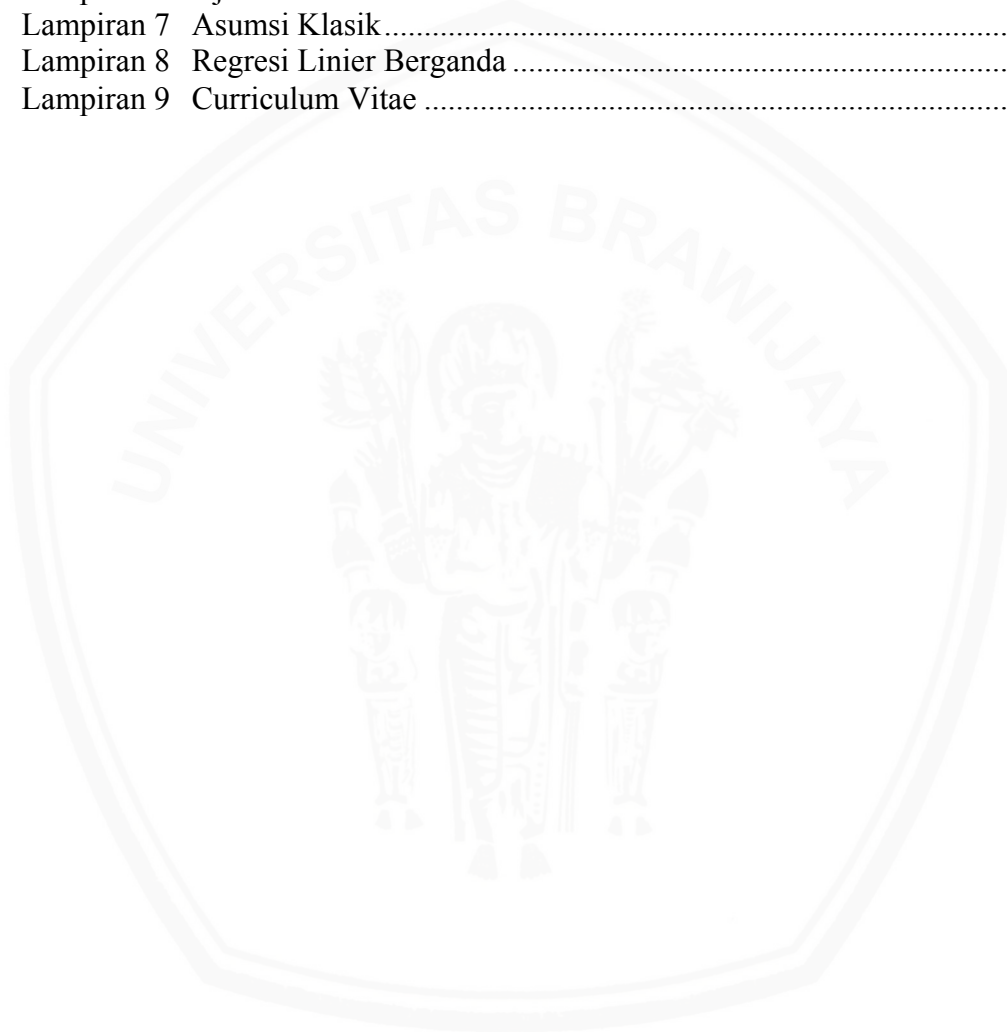 Lampiran 7 Asumsi Klasik...............................................................................
Lampiran 8 Regresi Linier Berganda ..............................................................
Lampiran 9 Curriculum Vitae .........................................................................
UNIVERSITAS BRAWIJAYA